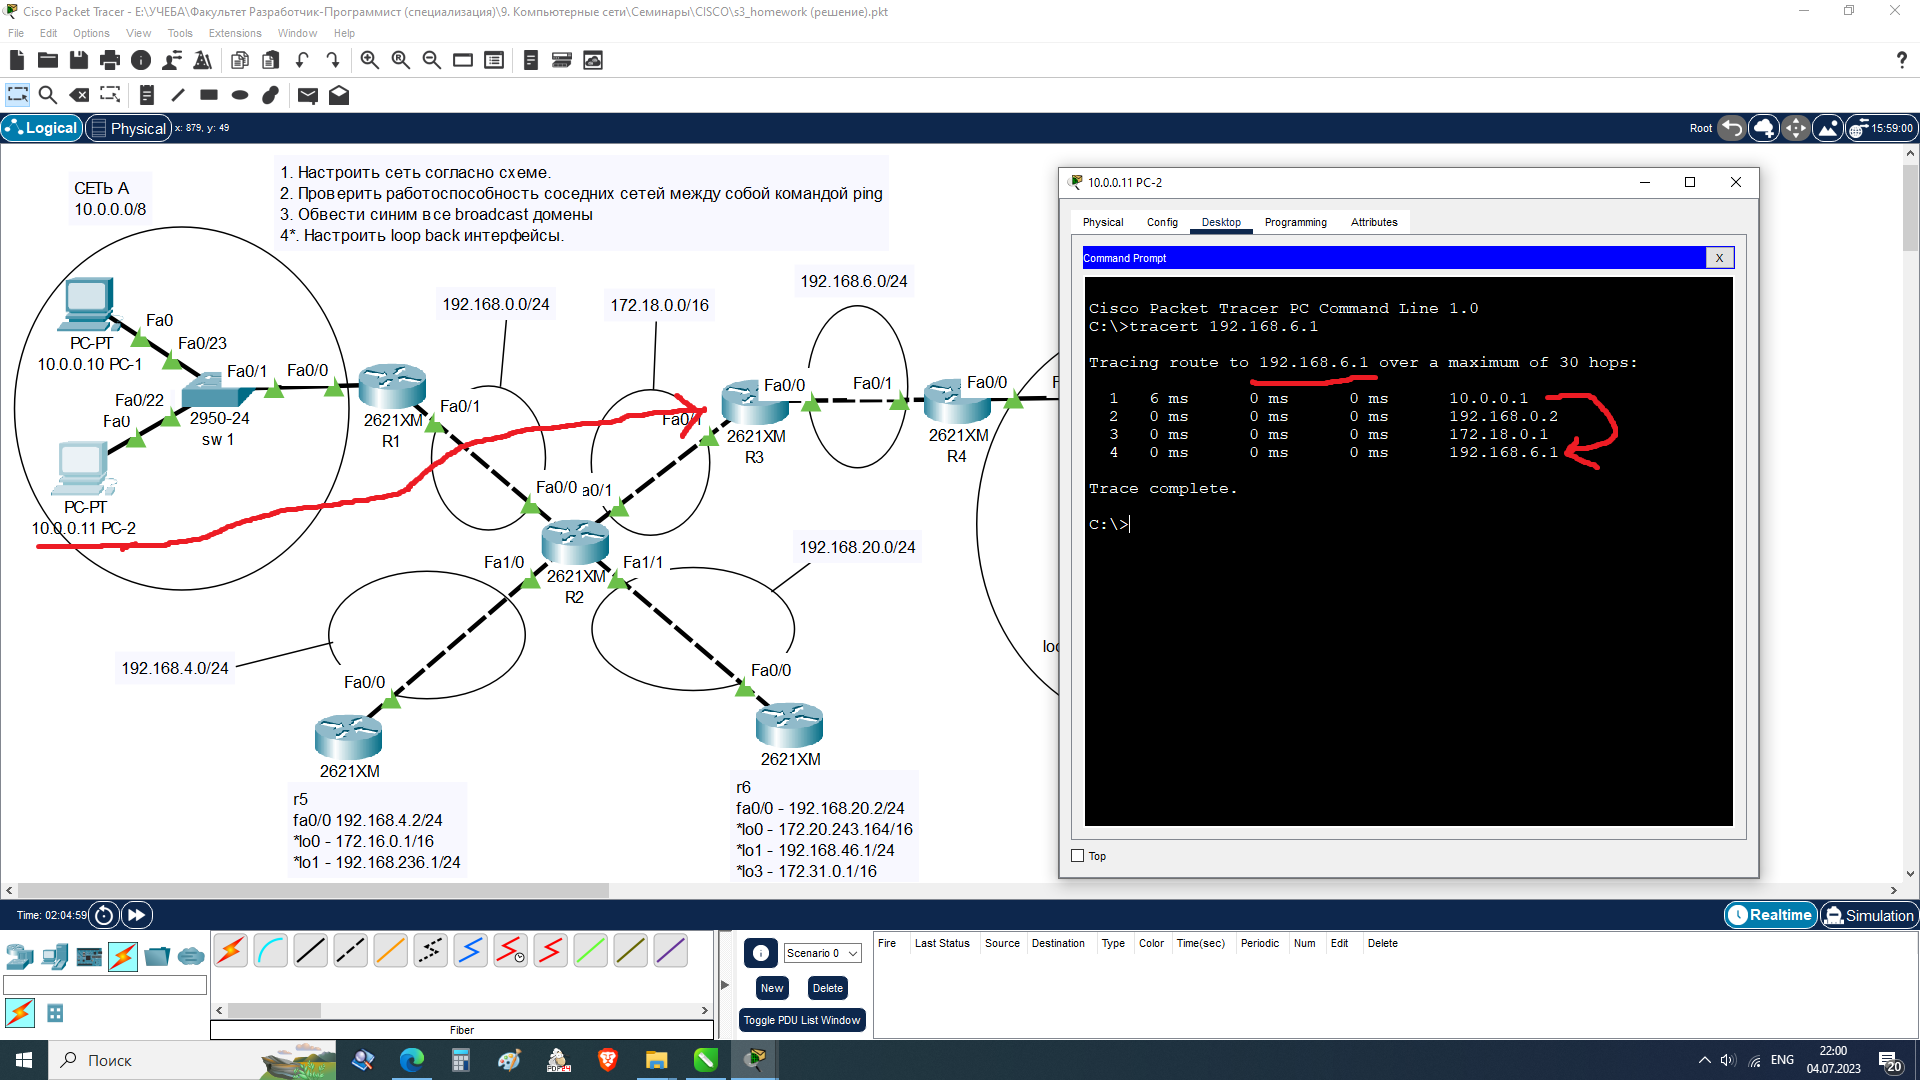 Cisco Packet Tracer - E:\УЧЕБА\Факультет Разработчик-Программист (специализация)\9. Компьютерные сети\Семинары\CISCO\s3_homework (решение).pkt
File Edit Options View Tools Extensions Window Help
Logical Physical x: 879, y: 49
Root 15:59:00
СЕТЬ А
10.0.0.0/8
1. Настроить сеть согласно схеме.
2. Проверить работоспособность соседних сетей между собой командой ping
3. Обвести синим все broadcast домены
4*. Настроить loop back интерфейсы.
192.168.0.0/24
172.18.0.0/16
192.168.6.0/24
Fa0
PC-PT
10.0.0.10 PC-1
Fa0/23
Fa0/1
Fa0/0
Fa0/22
Fa0
2950-24
sw 1
PC-PT
10.0.0.11 PC-2
2621XM
R1
Fa0/1
Fa0/0
Fa0/1
2621XM
R3
Fa0/0
Fa0/1
2621XM
R4
Fa0/0
a0/1
Fa1/0
Fa1/1
2621XM
R2
192.168.20.0/24
192.168.4.0/24
Fa0/0
2621XM
Fa0/0
2621XM
r5
fa0/0 192.168.4.2/24
*lo0 - 172.16.0.1/16
*lo1 - 192.168.236.1/24
r6
fa0/0 - 192.168.20.2/24
*lo0 - 172.20.243.164/16
*lo1 - 192.168.46.1/24
*lo3 - 172.31.0.1/16
10.0.0.11 PC-2
Physical Config Desktop Programming Attributes
Command Prompt X
Cisco Packet Tracer PC Command Line 1.0
C:\>tracert 192.168.6.1
Tracing route to 192.168.6.1 over a maximum of 30 hops:
1 6 ms 0 ms 0 ms 10.0.0.1
2 0 ms 0 ms 0 ms 192.168.0.2
3 0 ms 0 ms 0 ms 172.18.0.1
4 0 ms 0 ms 0 ms 192.168.6.1
Trace complete.
C:\>
Top
Time: 02:04:59
Realtime Simulation
Scenario 0
New Delete
Toggle PDU List Window
Fire Last Status Source Destination Type Color Time(sec) Periodic Num Edit Delete
Fiber
Поиск
ENG
22:00
04.07.2023
20